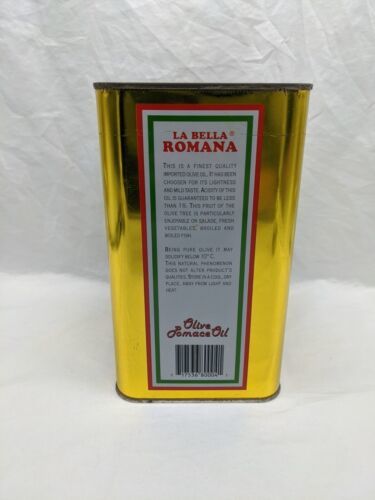 LA BELLA®
ROMANA
THIS IS A FINEST QUALITY
IMPORTED OLIVE OIL. IT HAS BEEN
CHOOSEN FOR ITS LIGHTNESS
AND MILD TASTE. ACIDITY OF THIS
OIL IS GUARANTEED TO BE LESS
THAN 1%. THIS FRUIT OF THE
OLIVE TREE IS PARTICULARLY
ENJOYABLE ON SALADS, FRESH
VEGETABLES, BROILED AND
BOILED FISH.
BEING PURE OLIVE IT MAY
SOLIDIFY BELOW 10° C.
THIS NATURAL PHENOMENON
DOES NOT ALTER PRODUCT'S
QUALITIES. STORE IN A COOL, DRY
PLACE, AWAY FROM LIGHT AND
HEAT.
Olive
Pomace Oil
17536 80004